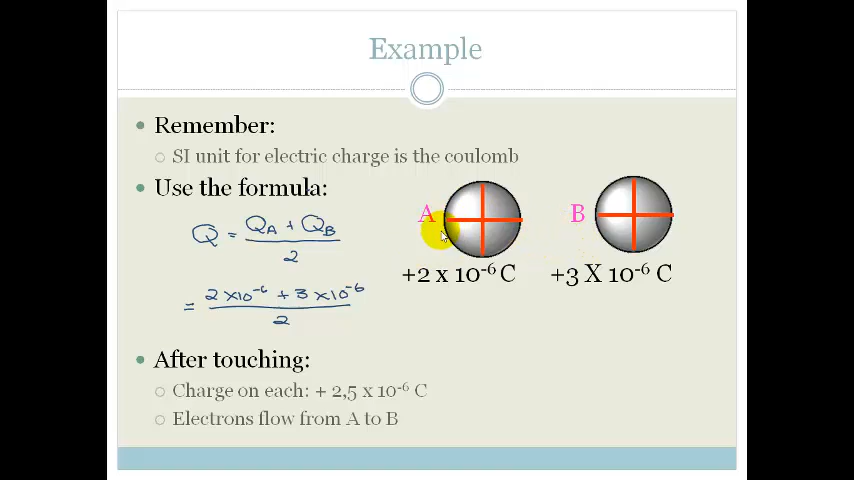 Example
Remember:
SI unit for electric charge is the coulomb
Use the formula:
Q = QA + QB / 2
= 2 x10⁻⁶ + 3 x10⁻⁶ / 2
A
B
+2 x 10⁻⁶ C
+3 X 10⁻⁶ C
After touching:
Charge on each: + 2,5 x 10⁻⁶ C
Electrons flow from A to B